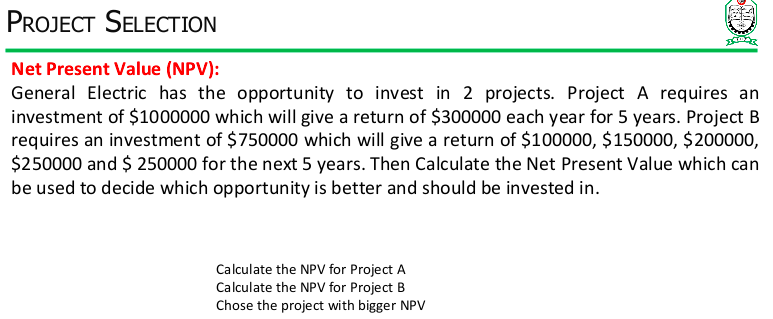 PROJECT SELECTION
Net Present Value (NPV):
General Electric has the opportunity to invest in 2 projects. Project A requires an
investment of $1000000 which will give a return of $300000 each year for 5 years. Project B
requires an investment of $750000 which will give a return of $100000, $150000, $200000,
$250000 and $ 250000 for the next 5 years. Then Calculate the Net Present Value which can
be used to decide which opportunity is better and should be invested in.
Calculate the NPV for Project A
Calculate the NPV for Project B
Chose the project with bigger NPV